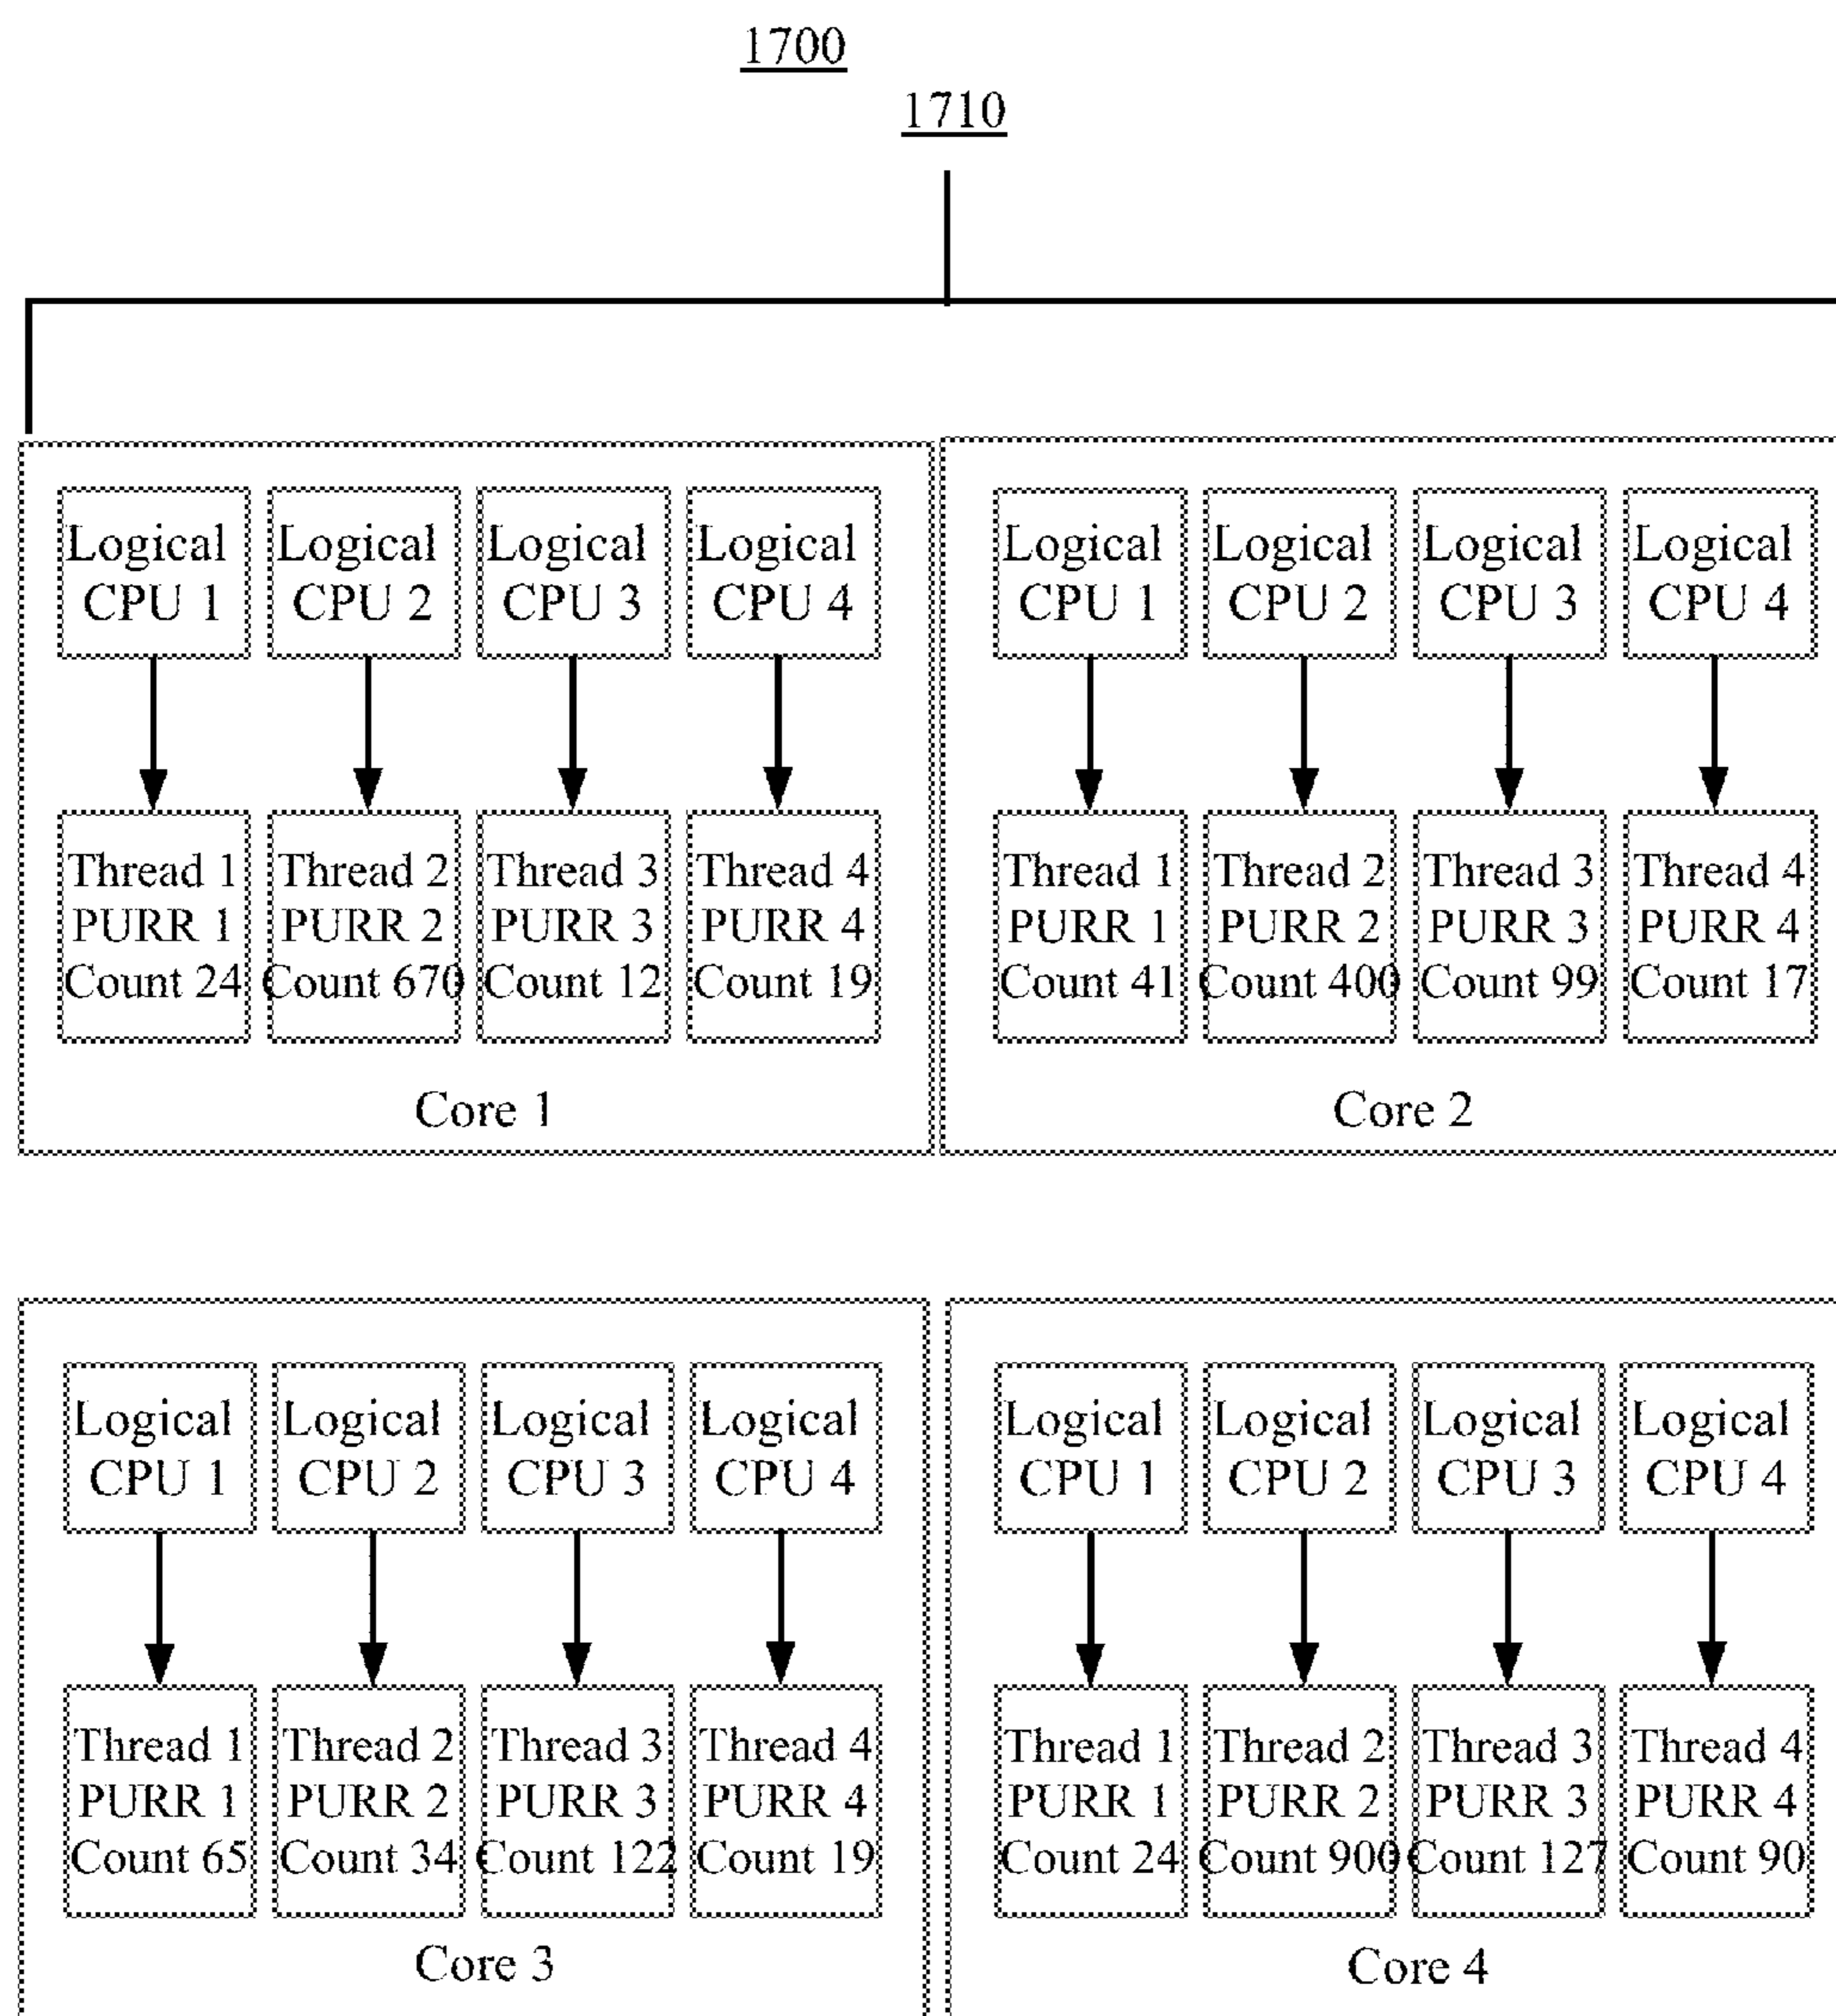 1700
1710
Logical
CPU 1
Logical
CPU 2
Logical
CPU 3
Logical
CPU 4
Thread 1
PURR 1
Count 24
Thread 2
PURR 2
Count 670
Thread 3
PURR 3
Count 12
Thread 4
PURR 4
Count 19
Core 1
Logical
CPU 1
Logical
CPU 2
Logical
CPU 3
Logical
CPU 4
Thread 1
PURR 1
Count 41
Thread 2
PURR 2
Count 400
Thread 3
PURR 3
Count 99
Thread 4
PURR 4
Count 17
Core 2
Logical
CPU 1
Logical
CPU 2
Logical
CPU 3
Logical
CPU 4
Thread 1
PURR 1
Count 65
Thread 2
PURR 2
Count 34
Thread 3
PURR 3
Count 122
Thread 4
PURR 4
Count 19
Core 3
Logical
CPU 1
Logical
CPU 2
Logical
CPU 3
Logical
CPU 4
Thread 1
PURR 1
Count 24
Thread 2
PURR 2
Count 900
Thread 3
PURR 3
Count 127
Thread 4
PURR 4
Count 90
Core 4